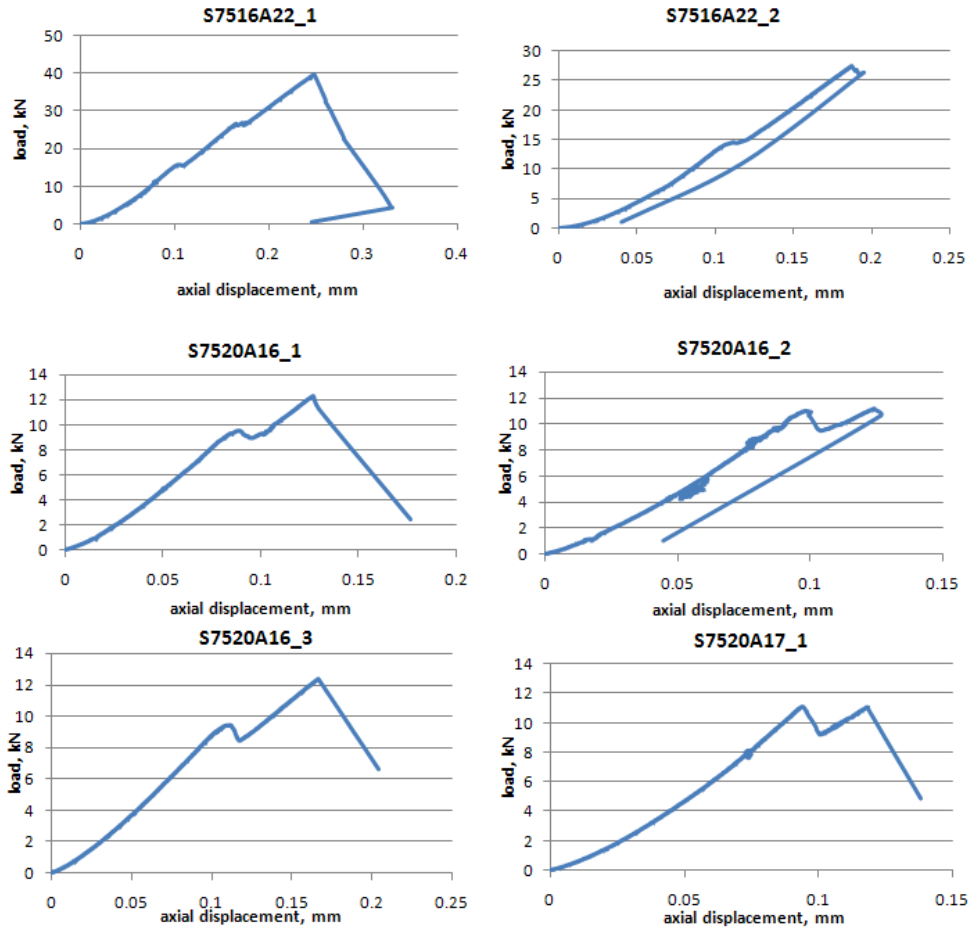 S7516A22_1
50
40
30
20
10
0
load, kN
0 0.1 0.2 0.3 0.4
axial displacement, mm
S7516A22_2
30
25
20
15
10
5
0
load, kN
0 0.05 0.1 0.15 0.2 0.25
axial displacement, mm
S7520A16_1
14
12
10
8
6
4
2
0
load, kN
0 0.05 0.1 0.15 0.2
axial displacement, mm
S7520A16_2
14
12
10
8
6
4
2
0
load, kN
0 0.05 0.1 0.15
axial displacement, mm
S7520A16_3
14
12
10
8
6
4
2
0
load, kN
0 0.05 0.1 0.15 0.2 0.25
axial displacement, mm
S7520A17_1
14
12
10
8
6
4
2
0
load, kN
0 0.05 0.1 0.15
axial displacement, mm